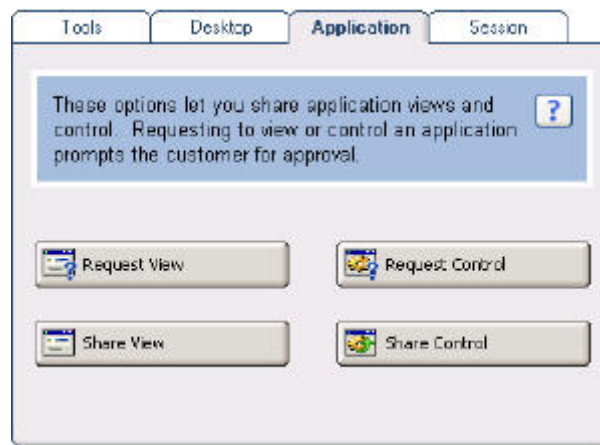 Tools Desktop Application Session
These options let you share application views and
control. Requesting to view or control an application
prompts the customer for approval.
?
Request View Request Control
Share View Share Control